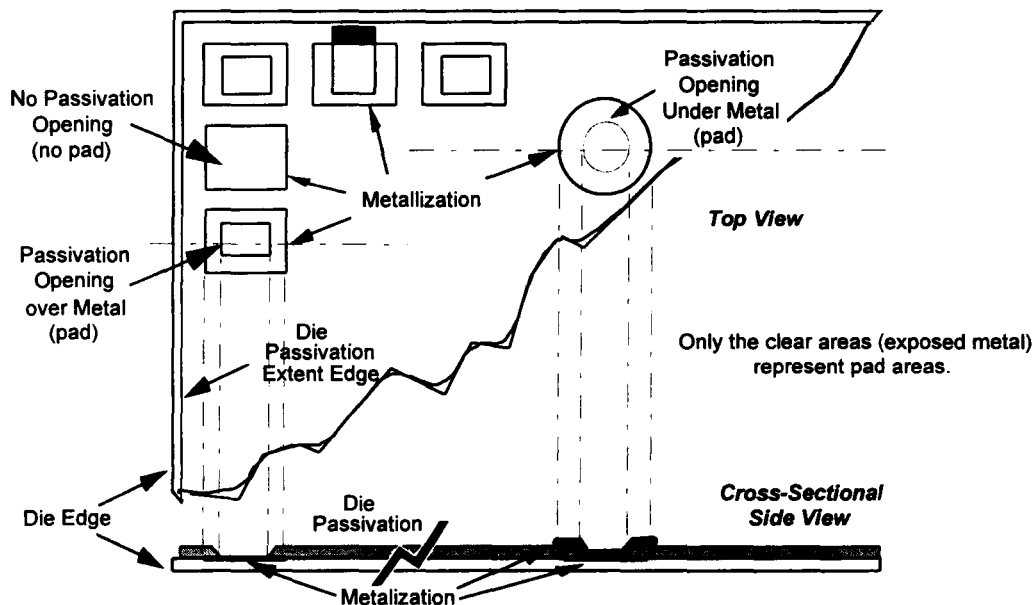 No Passivation
Opening
(no pad)
Passivation
Opening
Under Metal
(pad)
Metallization
Top View
Passivation
Opening
over Metal
(pad)
Die
Passivation
Extent Edge
Only the clear areas (exposed metal)
represent pad areas.
Die Edge
Die
Passivation
Cross-Sectional
Side View
Metalization